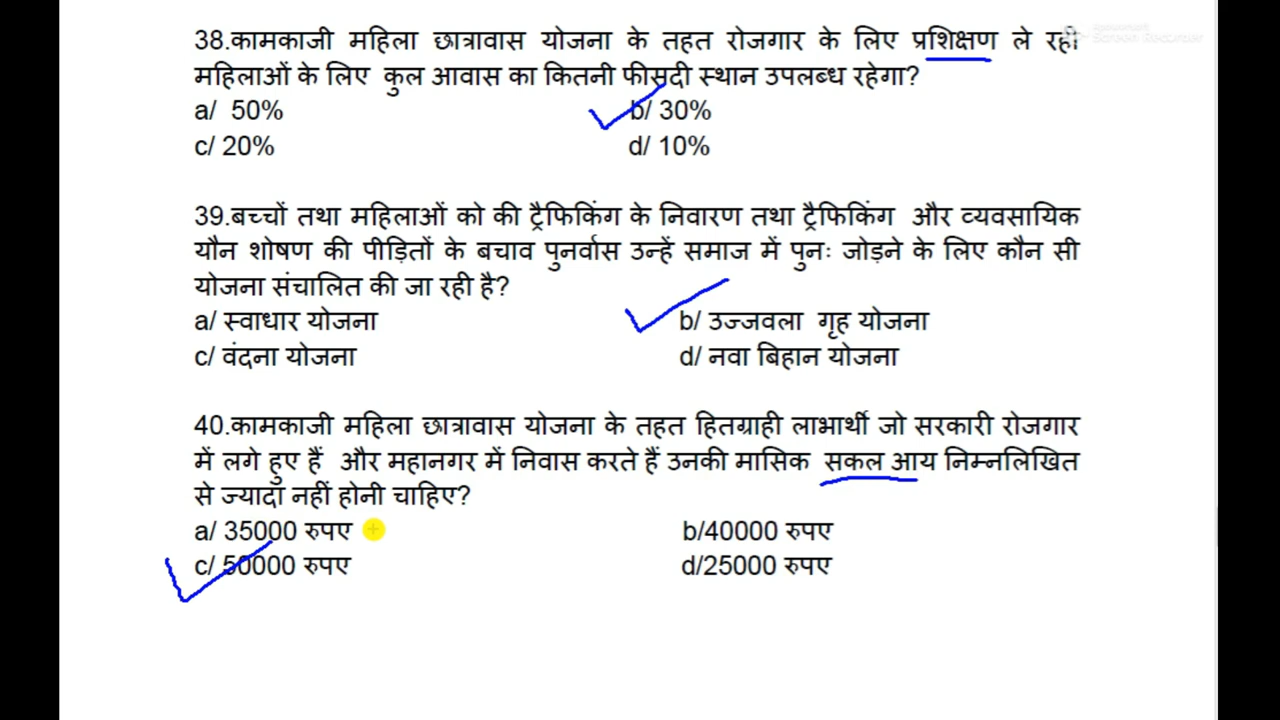 38.कामकाजी महिला छात्रावास योजना के तहत रोजगार के लिए प्रशिक्षण ले रही
महिलाओं के लिए कुल आवास का कितनी फीसदी स्थान उपलब्ध रहेगा?
a/ 50% b/ 30%
c/ 20% d/ 10%
39.बच्चों तथा महिलाओं को की ट्रैफिकिंग के निवारण तथा ट्रैफिकिंग और व्यवसायिक
यौन शोषण की पीड़ितों के बचाव पुनर्वास उन्हें समाज में पुनः जोड़ने के लिए कौन सी
योजना संचालित की जा रही है?
a/ स्वाधार योजना b/ उज्जवला गृह योजना
c/ वंदना योजना d/ नवा बिहान योजना
40.कामकाजी महिला छात्रावास योजना के तहत हितग्राही लाभार्थी जो सरकारी रोजगार
में लगे हुए हैं और महानगर में निवास करते हैं उनकी मासिक सकल आय निम्नलिखित
से ज्यादा नहीं होनी चाहिए?
a/ 35000 रुपए b/40000 रुपए
c/ 50000 रुपए d/25000 रुपए
Screen Recorder